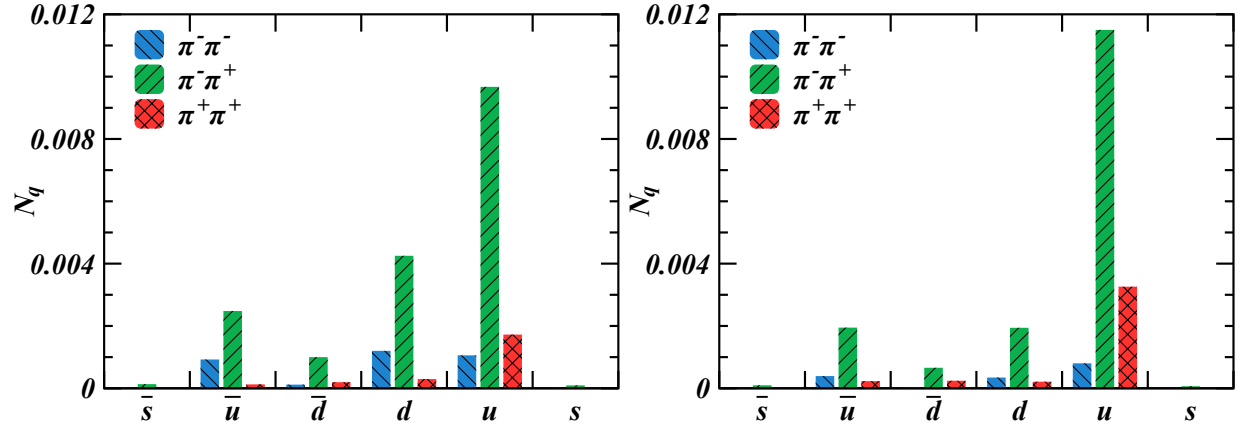 0.012
π⁻π⁻
π⁻π⁺
π⁺π⁺
0.008
N_q
0.004
0
s̄ ū d̄ d u s
0.012
π⁻π⁻
π⁻π⁺
π⁺π⁺
0.008
N_q
0.004
0
s̄ ū d̄ d u s